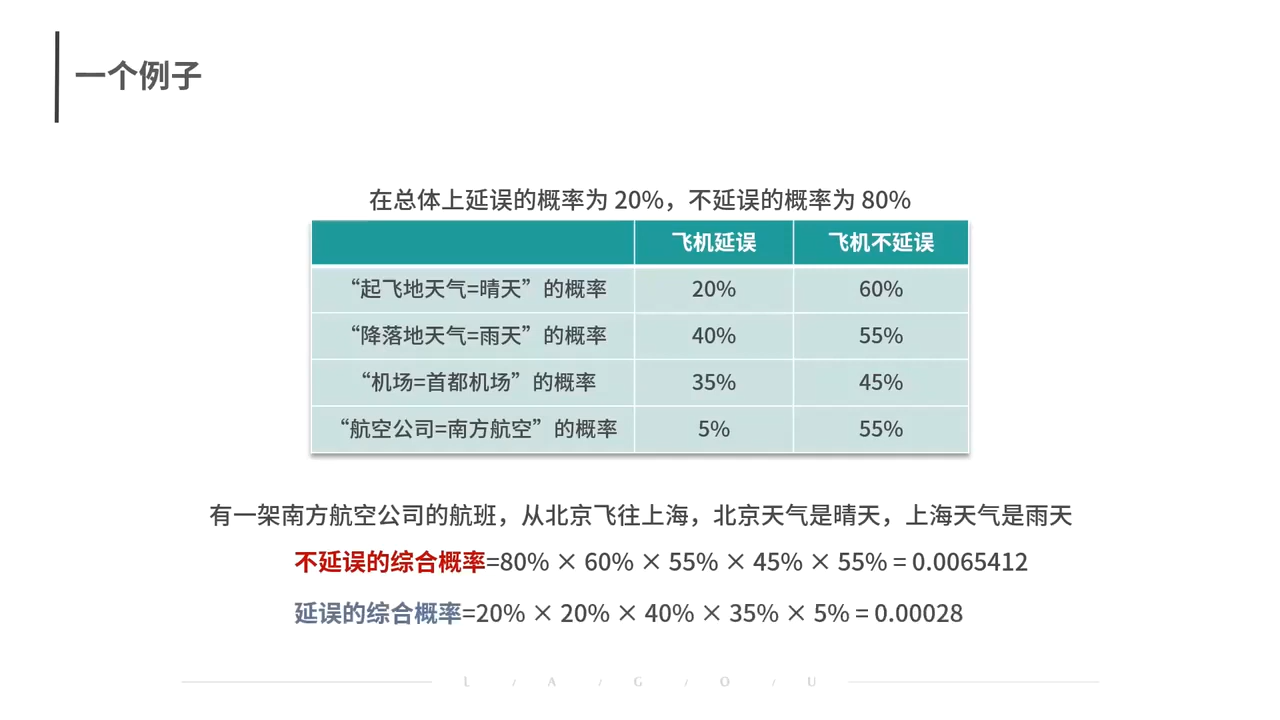 一个例子
在总体上延误的概率为 20%，不延误的概率为 80%
飞机延误 飞机不延误
“起飞地天气=晴天”的概率 20% 60%
“降落地天气=雨天”的概率 40% 55%
“机场=首都机场”的概率 35% 45%
“航空公司=南方航空”的概率 5% 55%
有一架南方航空公司的航班，从北京飞往上海，北京天气是晴天，上海天气是雨天
不延误的综合概率=80% × 60% × 55% × 45% × 55% = 0.0065412
延误的综合概率=20% × 20% × 40% × 35% × 5% = 0.00028
L / A / G / O / U